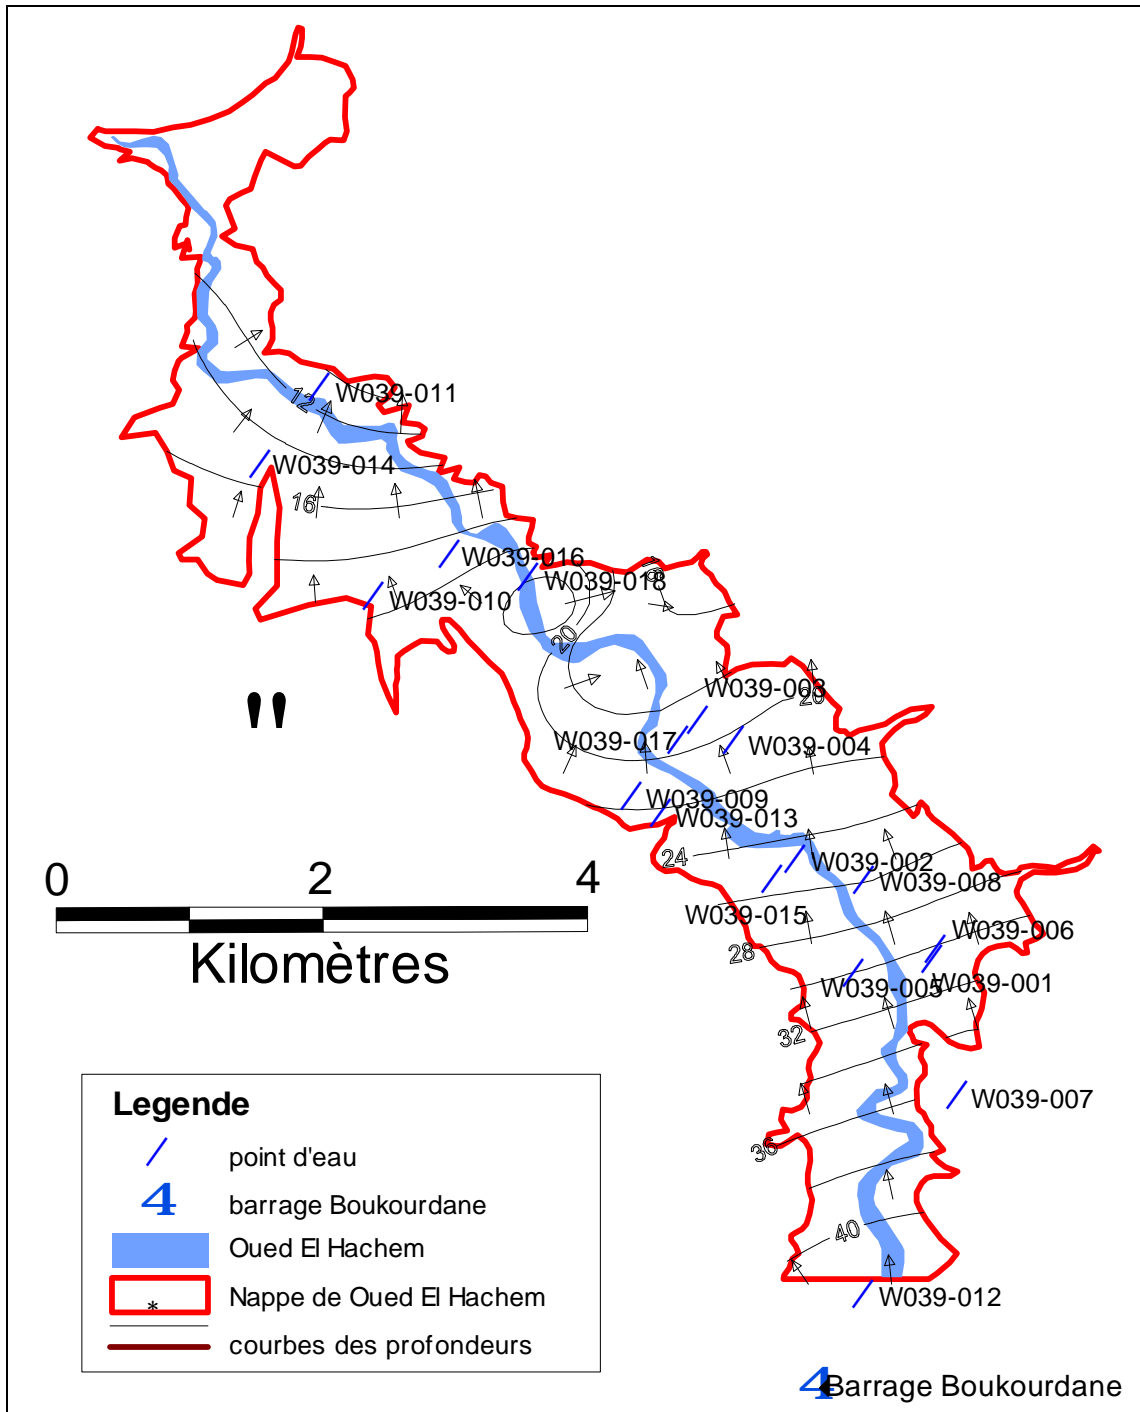 12
W039-011
W039-014
16
W039-016
W039-018
W039-010
20
W039-003
20
W039-017
W039-004
W039-009
W039-013
24
W039-002
W039-008
W039-015
W039-006
28
W039-005
W039-001
32
W039-007
36
40
W039-012
"
0 2 4
Kilomètres
Legende
point d'eau
4 barrage Boukourdane
Oued El Hachem
* Nappe de Oued El Hachem
courbes des profondeurs
4 Barrage Boukourdane